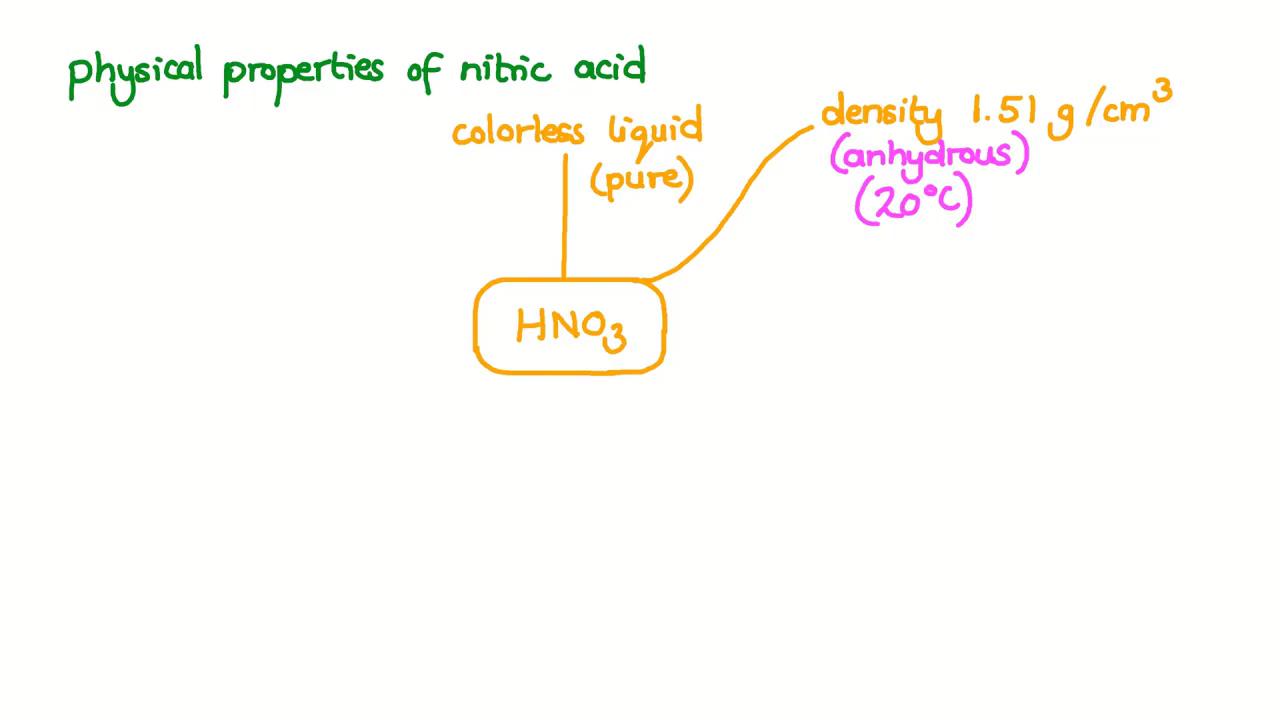 physical properties of nitric acid
colorless liquid
(pure)
density 1.51 g/cm³
(anhydrous)
(20°C)
HNO₃